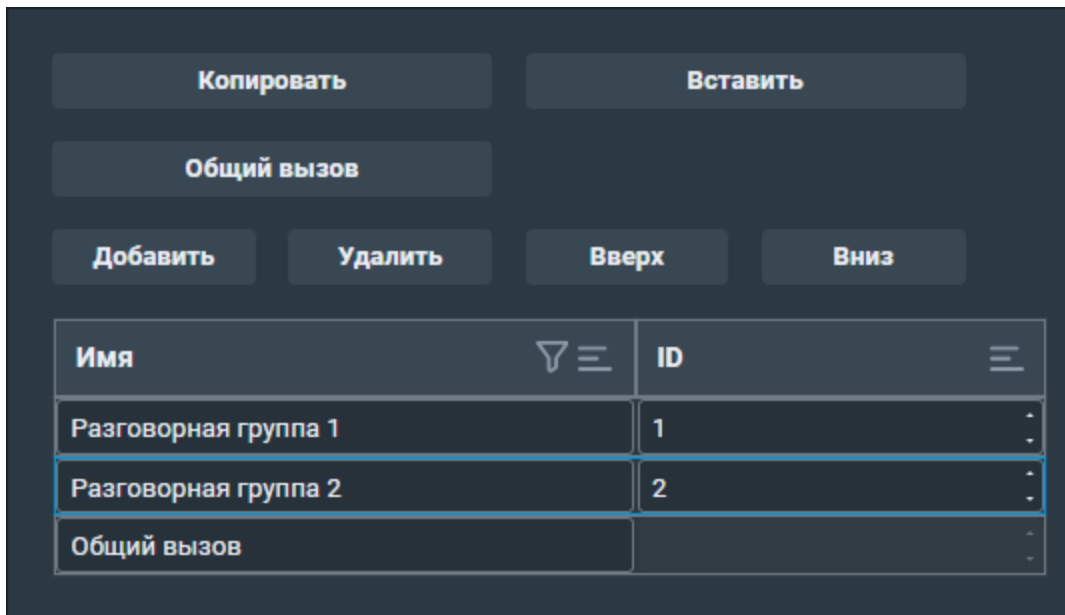 Копировать Вставить
Общий вызов
Добавить Удалить Вверх Вниз
Имя ID
Разговорная группа 1 1
Разговорная группа 2 2
Общий вызов